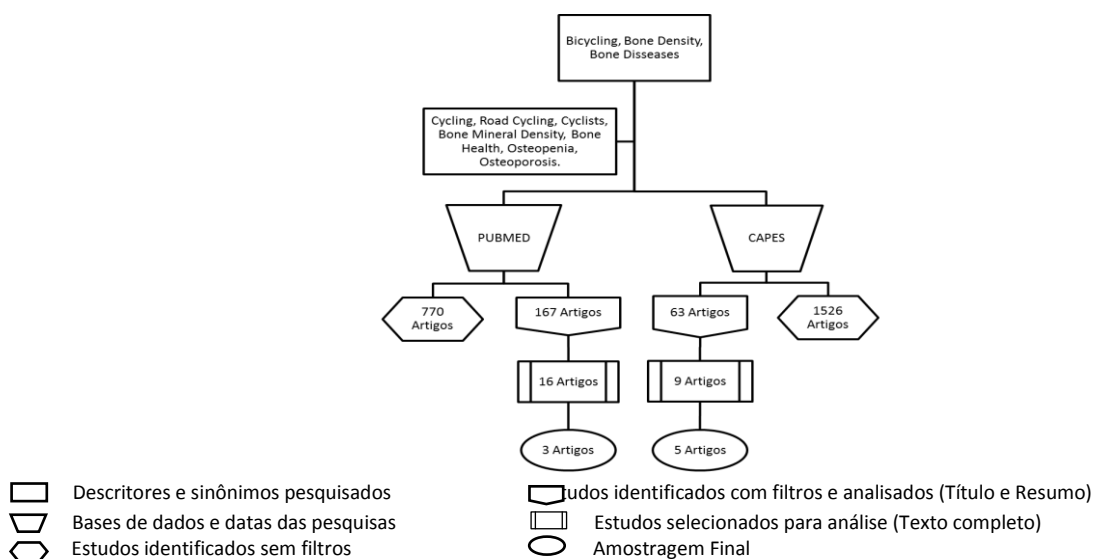 Bicycling, Bone Density,
Bone Disseases
Cycling, Road Cycling, Cyclists,
Bone Mineral Density, Bone
Health, Osteopenia,
Osteoporosis.
PUBMED
CAPES
770
Artigos
167 Artigos
63 Artigos
1526
Artigos
16 Artigos
9 Artigos
3 Artigos
5 Artigos
Descritores e sinônimos pesquisados
tudos identificados com filtros e analisados (Título e Resumo)
Bases de dados e datas das pesquisas
Estudos selecionados para análise (Texto completo)
Estudos identificados sem filtros
Amostragem Final